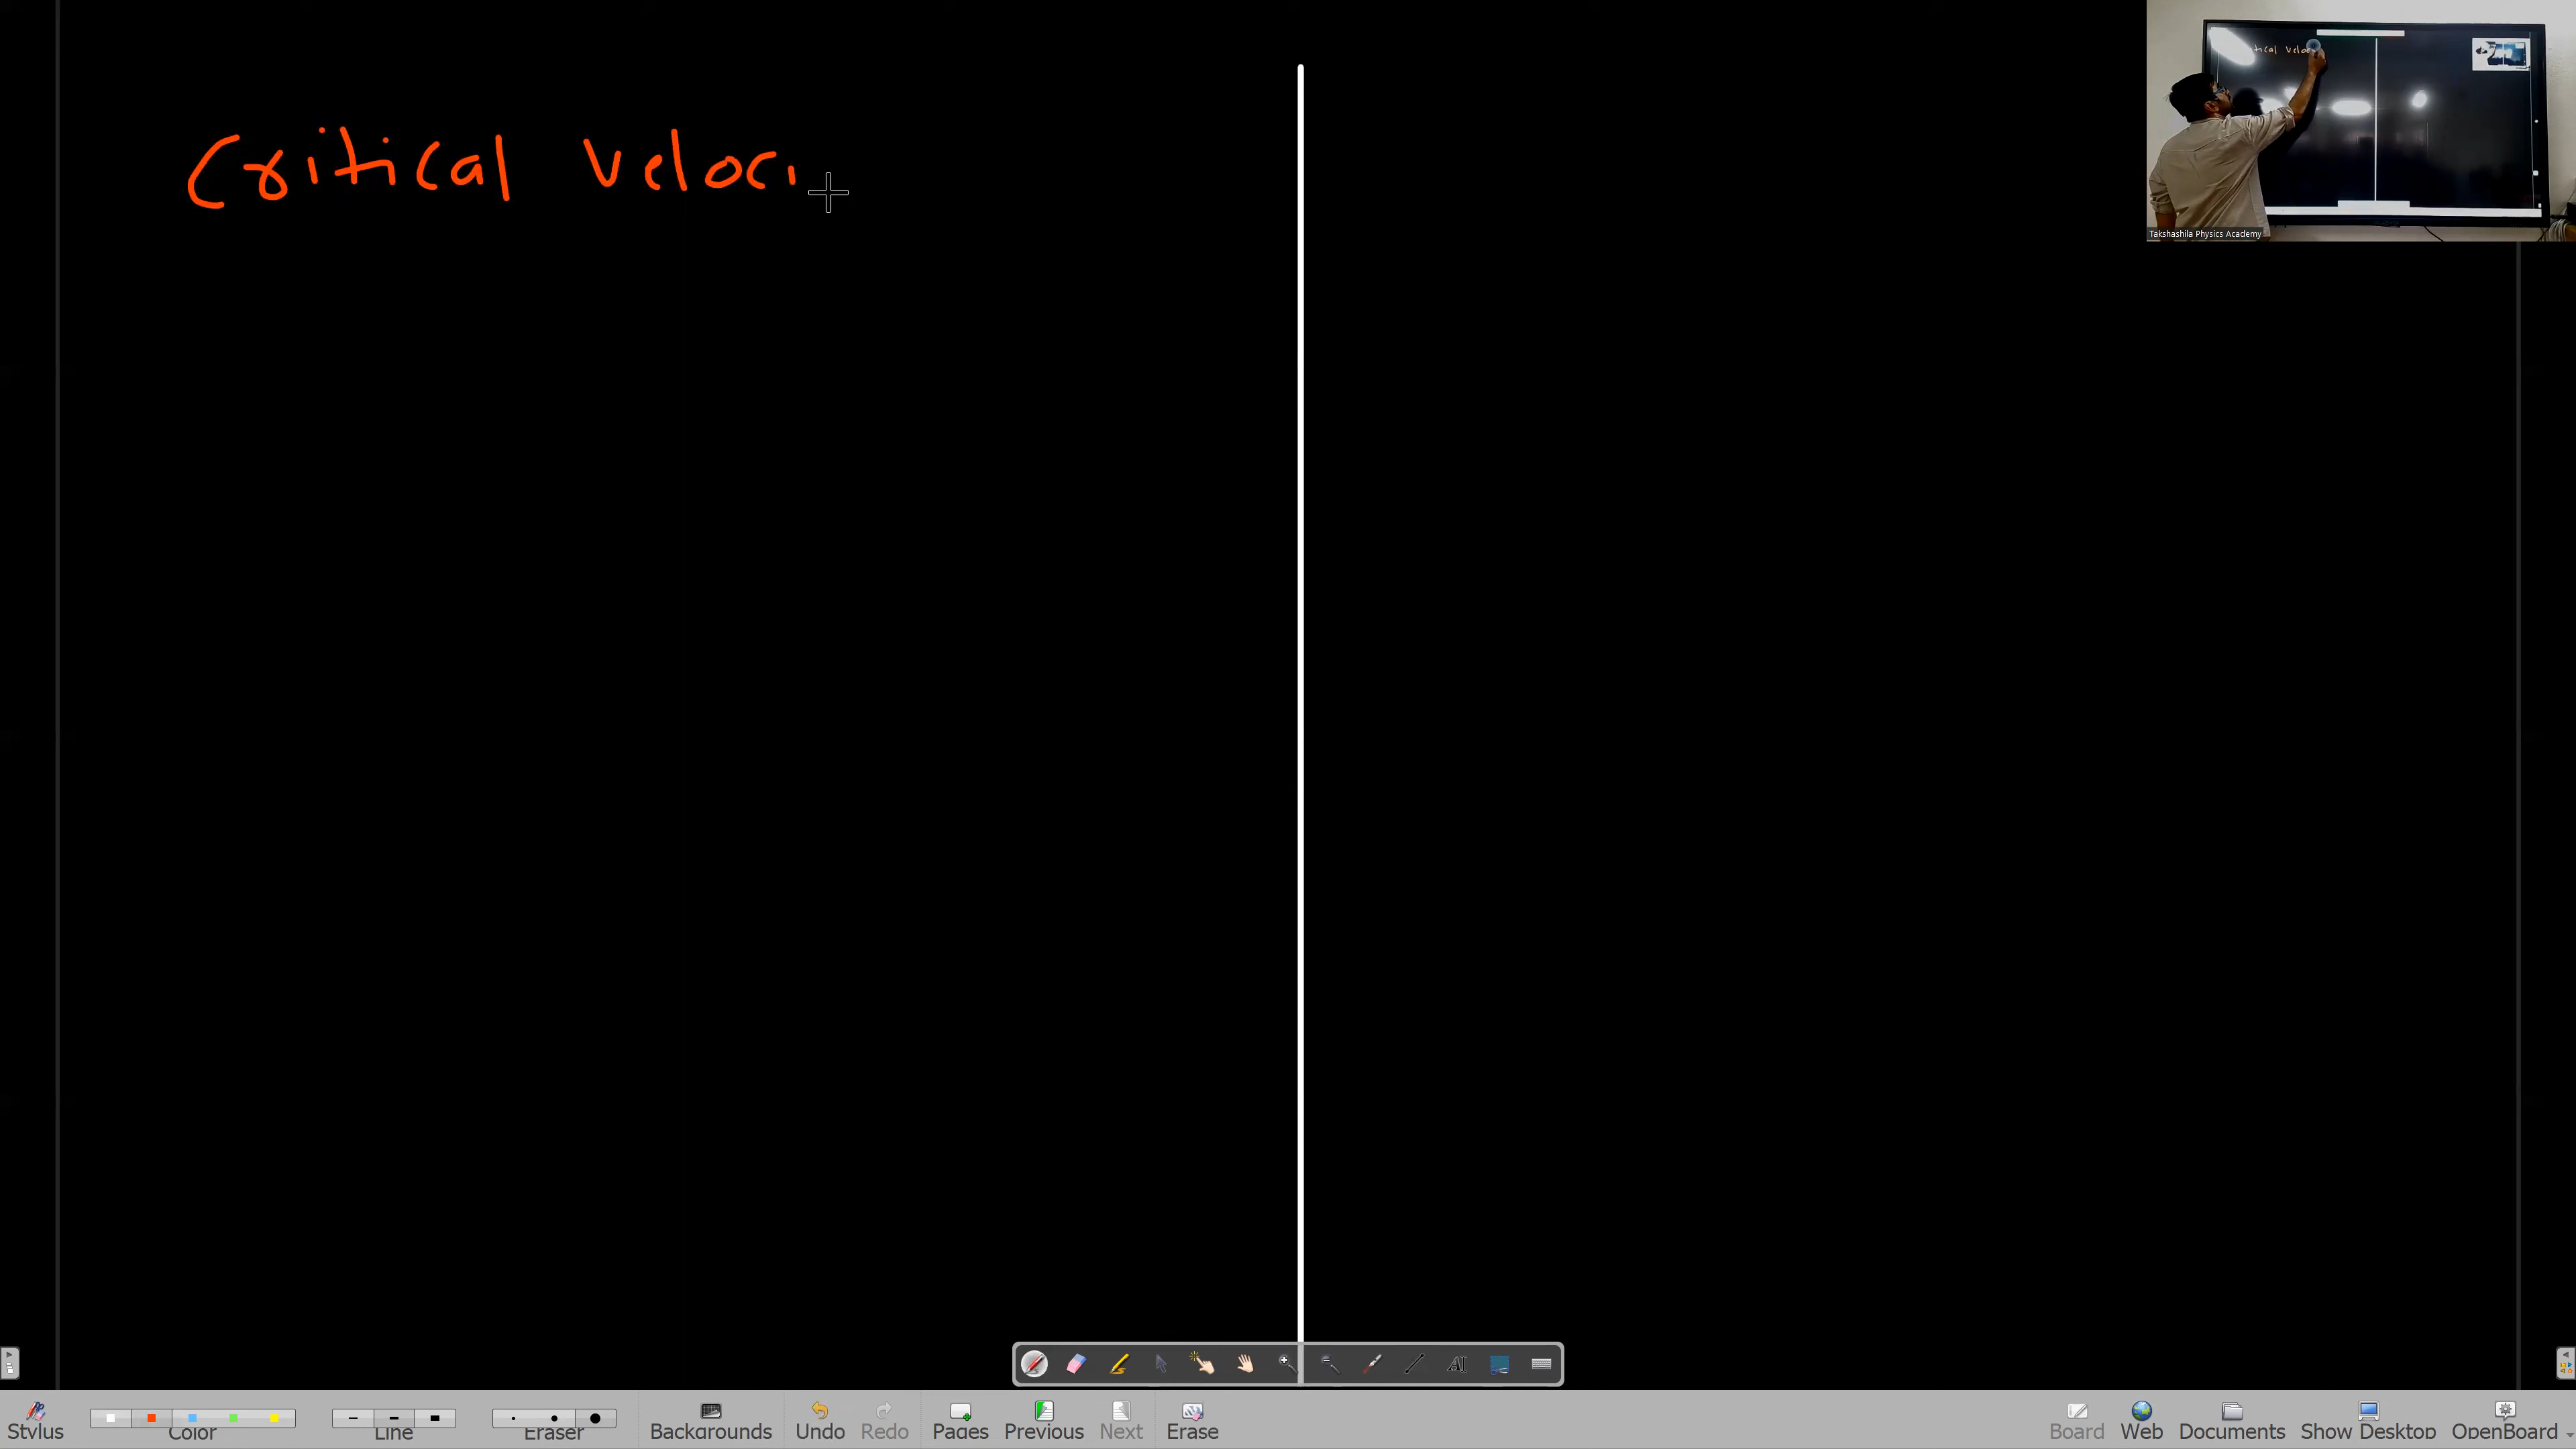 Critical veloci
Takshashila Physics Academy
Stylus
Color
Line
Eraser
Backgrounds
Undo
Redo
Pages
Previous
Next
Erase
Board
Web
Documents
Show Desktop
OpenBoard